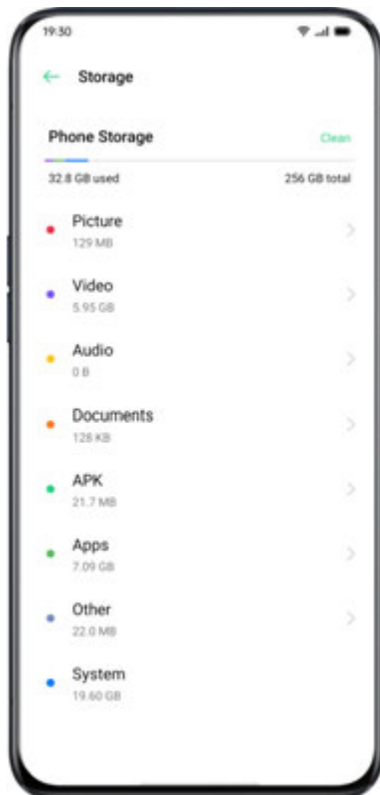 19:30
Storage
Phone Storage
Clean
32.8 GB used
256 GB total
Picture
129 MB
Video
5.95 GB
Audio
0 B
Documents
128 KB
APK
21.7 MB
Apps
7.09 GB
Other
22.0 MB
System
19.60 GB